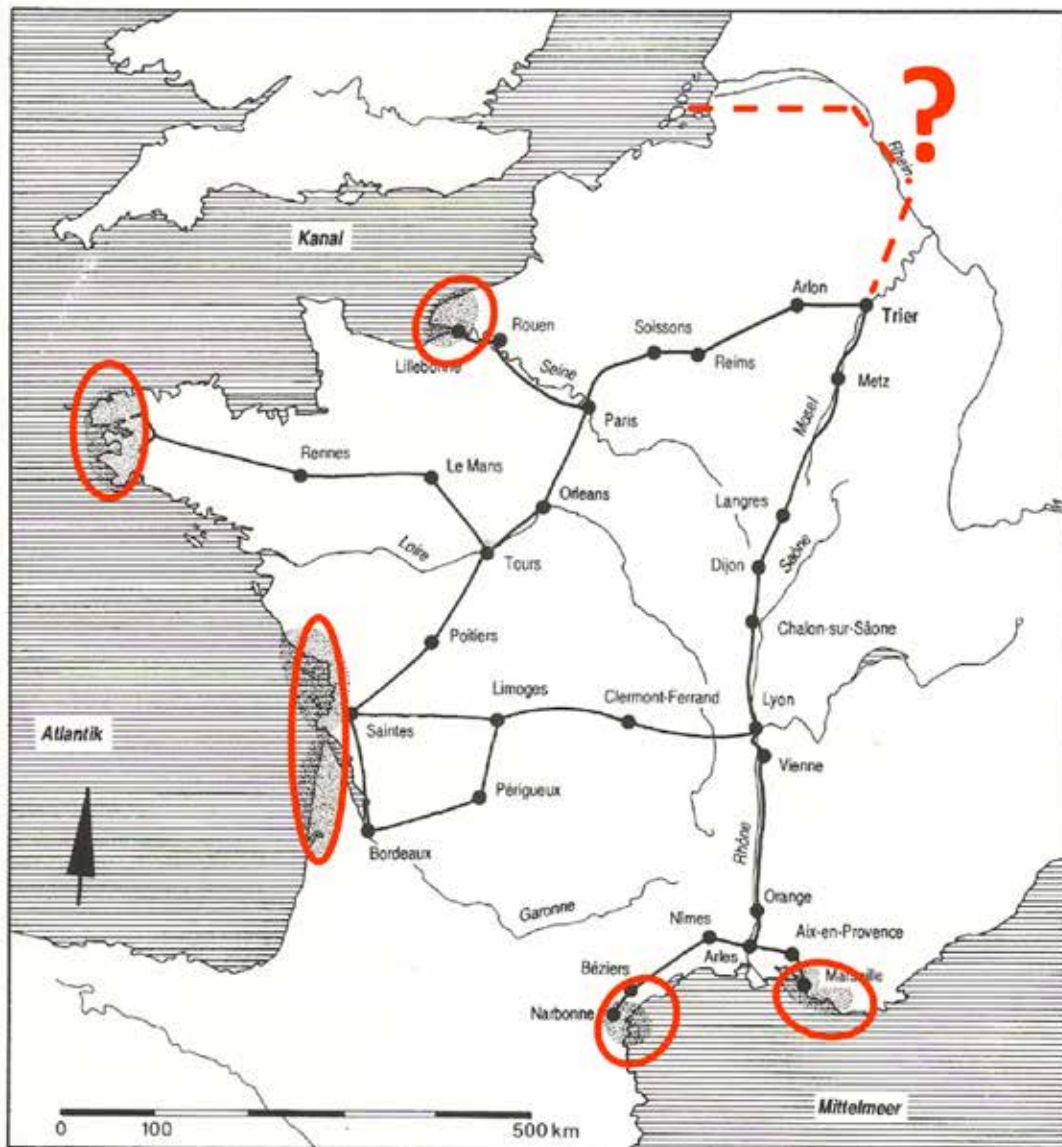 ?
Rhein
Kanal
Arlon
Trier
Rouen
Soissons
Reims
Lillebonne
Seine
Metz
Paris
Mosel
Rennes
Le Mans
Langres
Orleans
Saône
Loire
Tours
Dijon
Chalon-sur-Sâone
Poitiers
Limoges
Clermont-Ferrand
Lyon
Saintes
Atlantik
Vienne
Périgueux
Bordeaux
Rhône
Orange
Garonne
Nîmes
Aix-en-Provence
Arles
Béziers
Marseille
Narbonne
Mittelmeer
0 100 500 km